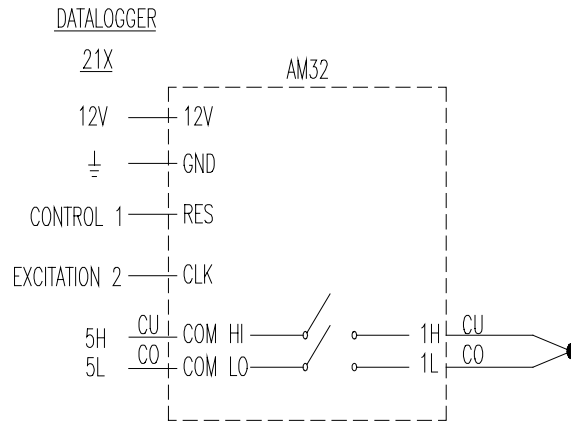 DATALOGGER
21X
AM32
12V 12V
GND
CONTROL 1 RES
EXCITATION 2 CLK
5H CU COM HI 1H CU
5L CO COM LO 1L CO